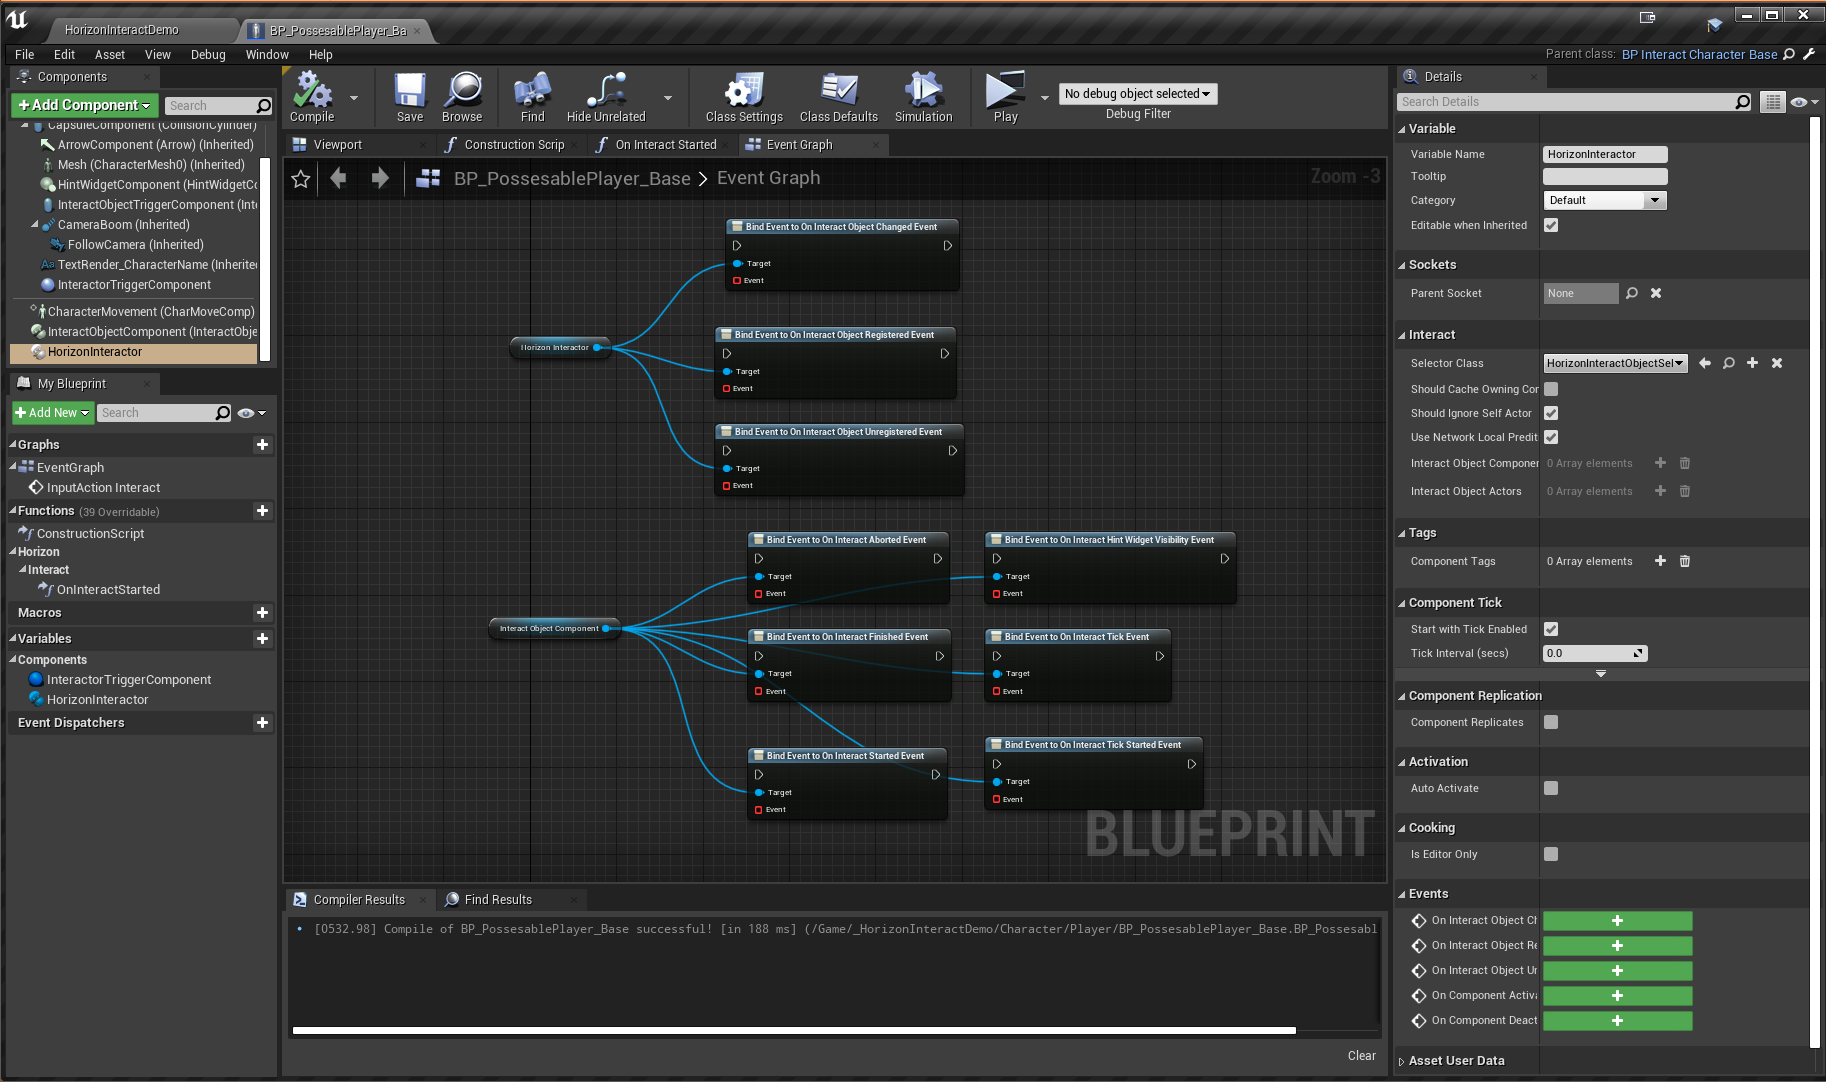 HorizonInteractDemo
BP_PossesablePlayer_Ba
File Edit Asset View Debug Window Help
Parent class: BP Interact Character Base
Components
Add Component
Search
CapsuleComponent (CollisionCylinder)
ArrowComponent (Arrow) (Inherited)
Mesh (CharacterMesh0) (Inherited)
HintWidgetComponent (HintWidgetCo
InteractObjectTriggerComponent (Inte
CameraBoom (Inherited)
FollowCamera (Inherited)
TextRender_CharacterName (Inherited
InteractorTriggerComponent
CharacterMovement (CharMoveComp)
InteractObjectComponent (InteractObje
HorizonInteractor
My Blueprint
Add New
Search
Graphs
EventGraph
InputAction Interact
Functions (39 Overridable)
ConstructionScript
Horizon
Interact
OnInteractStarted
Macros
Variables
Components
InteractorTriggerComponent
HorizonInteractor
Event Dispatchers
Compile
Save
Browse
Find
Hide Unrelated
Class Settings
Class Defaults
Simulation
Play
No debug object selected
Debug Filter
Viewport
Construction Scrip
On Interact Started
Event Graph
BP_PossesablePlayer_Base > Event Graph
Zoom -3
Bind Event to On Interact Object Changed Event
Target
Event
Horizon Interactor
Bind Event to On Interact Object Registered Event
Target
Event
Bind Event to On Interact Object Unregistered Event
Target
Event
Bind Event to On Interact Aborted Event
Target
Event
Bind Event to On Interact Hint Widget Visibility Event
Target
Event
Interact Object Component
Bind Event to On Interact Finished Event
Target
Event
Bind Event to On Interact Tick Event
Target
Event
Bind Event to On Interact Started Event
Target
Event
Bind Event to On Interact Tick Started Event
Target
Event
BLUEPRINT
Compiler Results
Find Results
[0532.98] Compile of BP_PossesablePlayer_Base successful! [in 188 ms] (/Game/_HorizonInteractDemo/Character/Player/BP_PossesablePlayer_Base.BP_Possesabl
Clear
Details
Search Details
Variable
Variable Name HorizonInteractor
Tooltip
Category Default
Editable when Inherited
Sockets
Parent Socket None
Interact
Selector Class HorizonInteractObjectSel
Should Cache Owning Cor
Should Ignore Self Actor
Use Network Local Predit
Interact Object Componer 0 Array elements
Interact Object Actors 0 Array elements
Tags
Component Tags 0 Array elements
Component Tick
Start with Tick Enabled
Tick Interval (secs) 0.0
Component Replication
Component Replicates
Activation
Auto Activate
Cooking
Is Editor Only
Events
On Interact Object Ch
On Interact Object Re
On Interact Object Un
On Component Activa
On Component Deact
Asset User Data